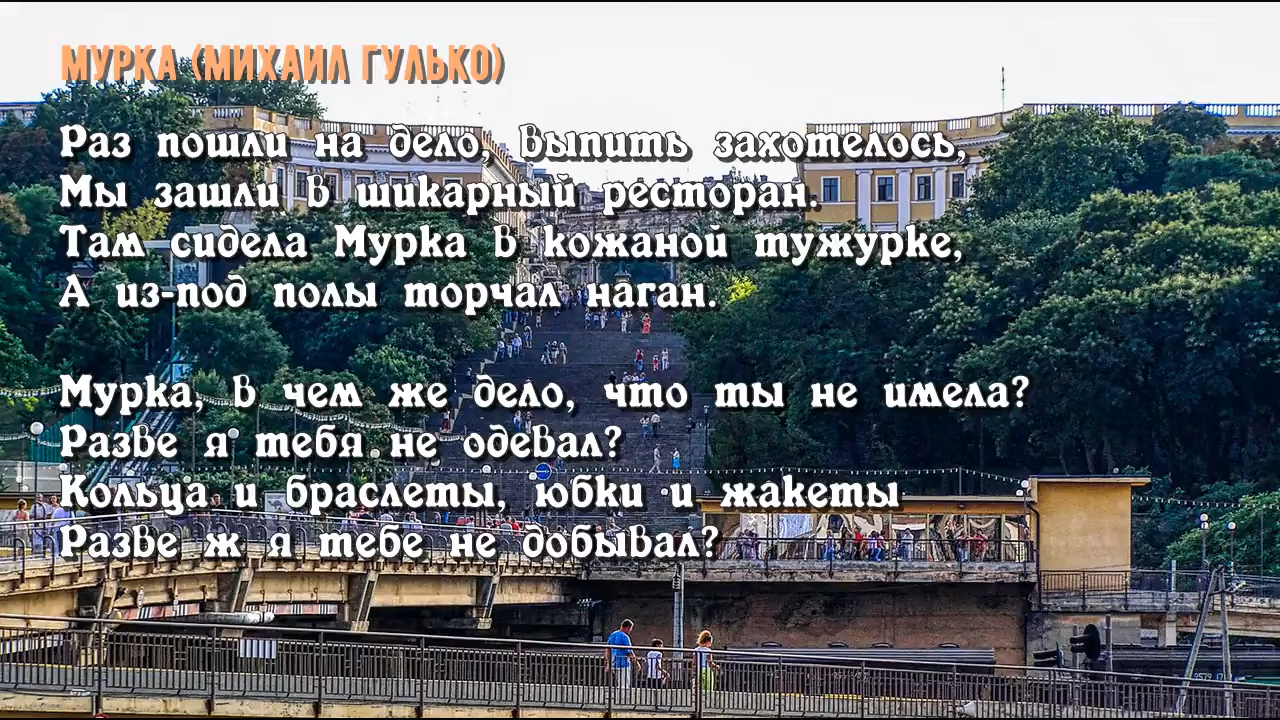 МУРКА (МИХАИЛ ГУЛЬКО)
Раз пошли на дело, выпить захотелось,
Мы зашли в шикарный ресторан.
Там сидела Мурка в кожаной тужурке,
А из-под полы торчал наган.
Мурка, в чем же дело, что ты не имела?
Разве я тебя не одевал?
Кольца и браслеты, юбки и жакеты
Разве ж я тебе не добывал?